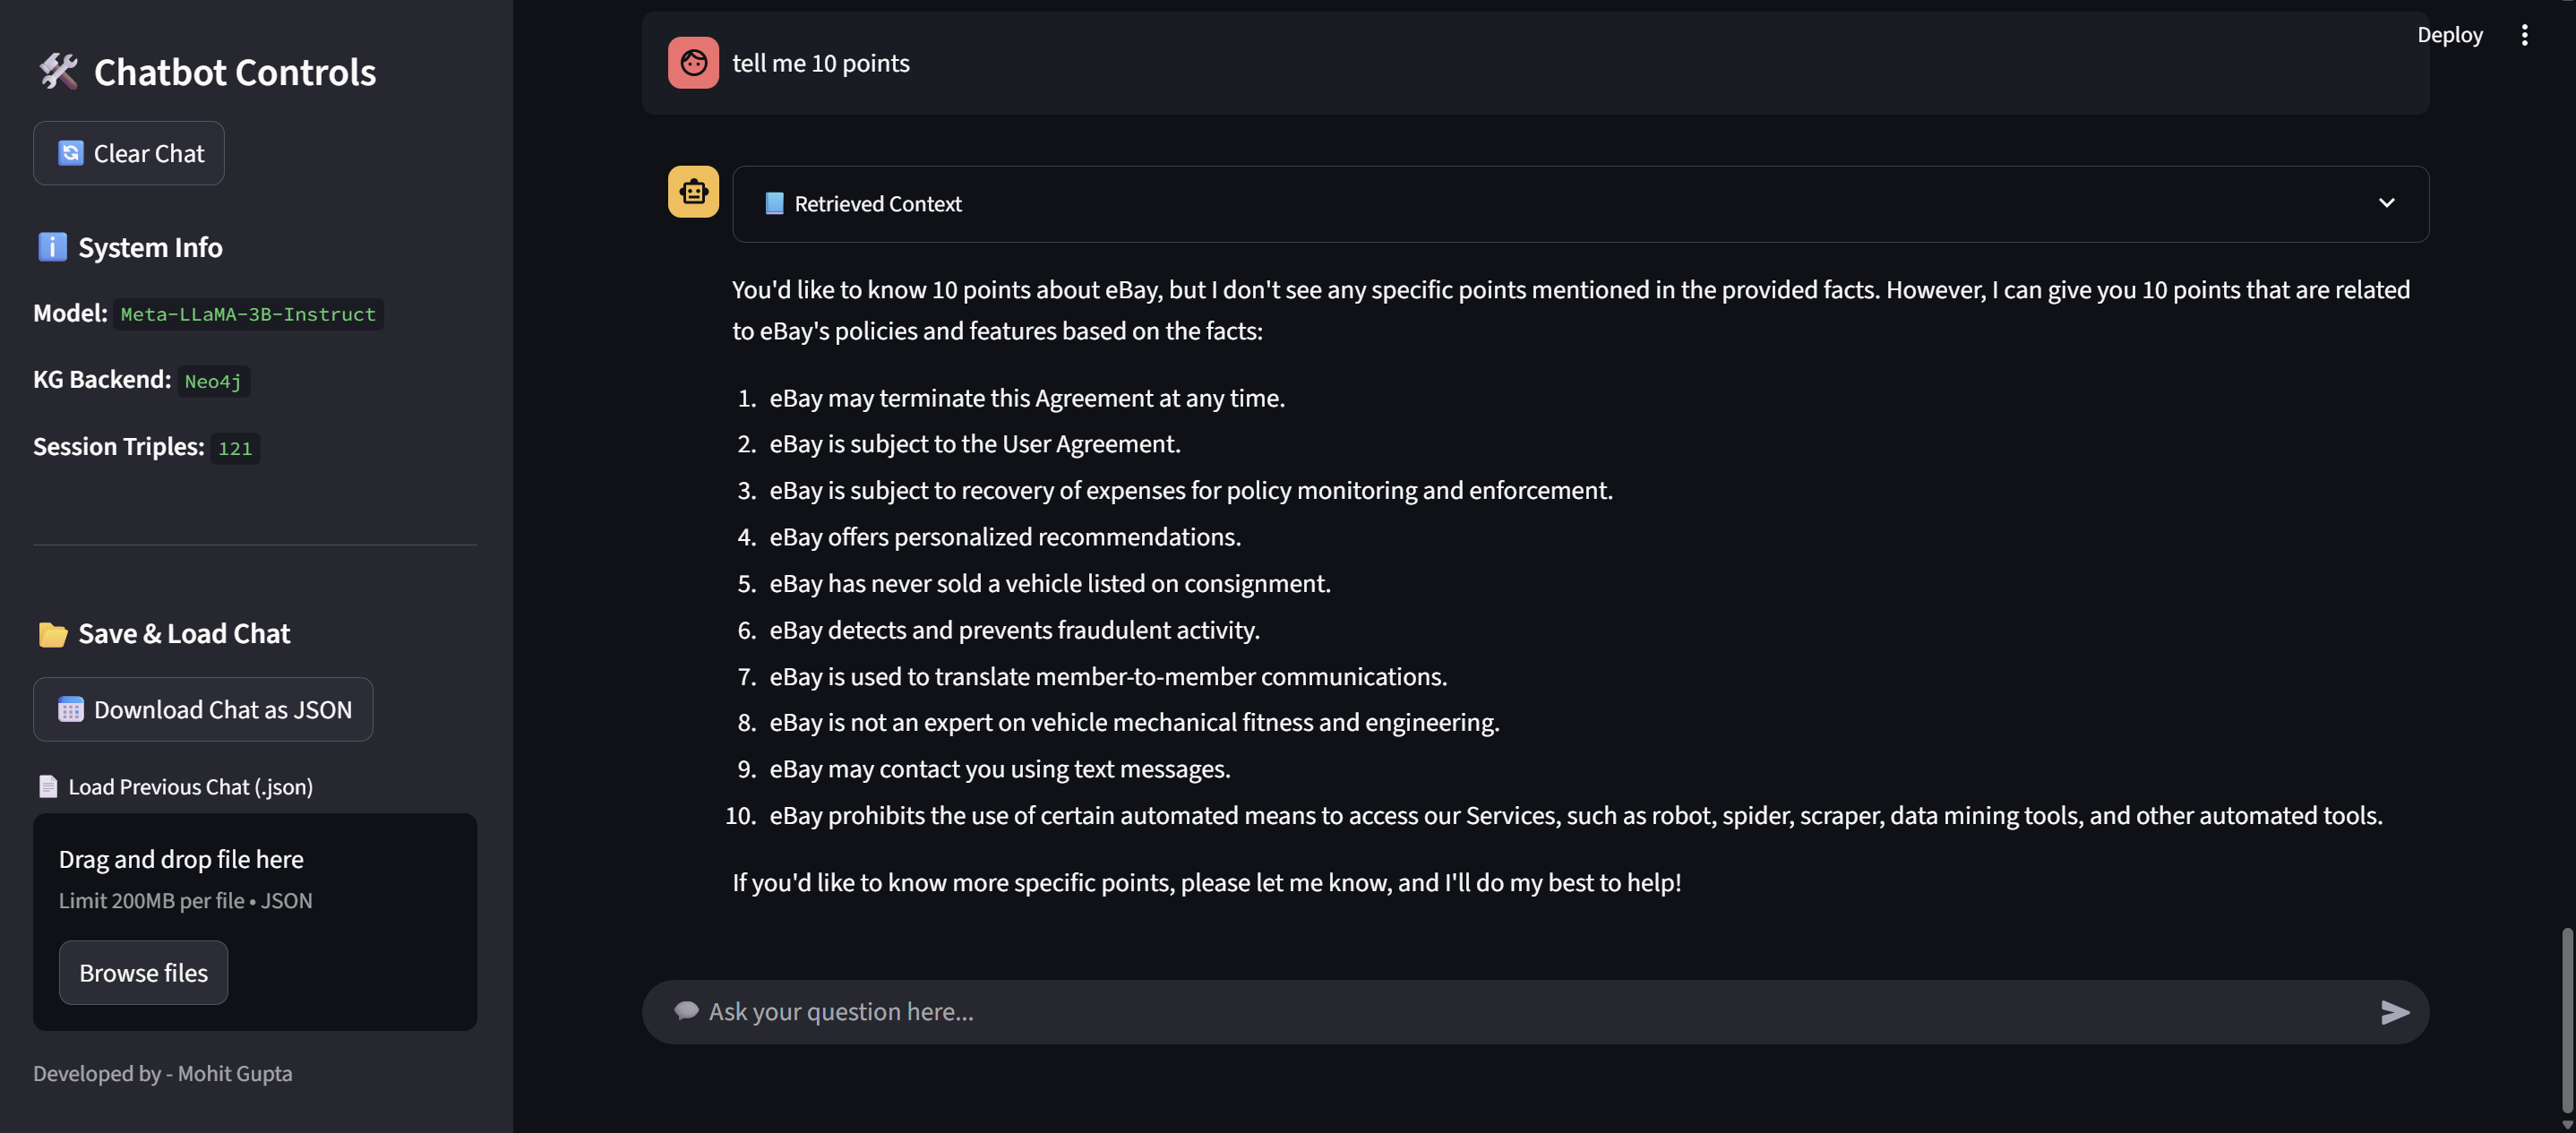 Chatbot Controls
Clear Chat
System Info
Model: Meta-LLaMA-3B-Instruct
KG Backend: Neo4j
Session Triples: 121
Save & Load Chat
Download Chat as JSON
Load Previous Chat (.json)
Drag and drop file here
Limit 200MB per file • JSON
Browse files
Developed by - Mohit Gupta
Deploy
tell me 10 points
Retrieved Context
You'd like to know 10 points about eBay, but I don't see any specific points mentioned in the provided facts. However, I can give you 10 points that are related
to eBay's policies and features based on the facts:
1. eBay may terminate this Agreement at any time.
2. eBay is subject to the User Agreement.
3. eBay is subject to recovery of expenses for policy monitoring and enforcement.
4. eBay offers personalized recommendations.
5. eBay has never sold a vehicle listed on consignment.
6. eBay detects and prevents fraudulent activity.
7. eBay is used to translate member-to-member communications.
8. eBay is not an expert on vehicle mechanical fitness and engineering.
9. eBay may contact you using text messages.
10. eBay prohibits the use of certain automated means to access our Services, such as robot, spider, scraper, data mining tools, and other automated tools.
If you'd like to know more specific points, please let me know, and I'll do my best to help!
Ask your question here...